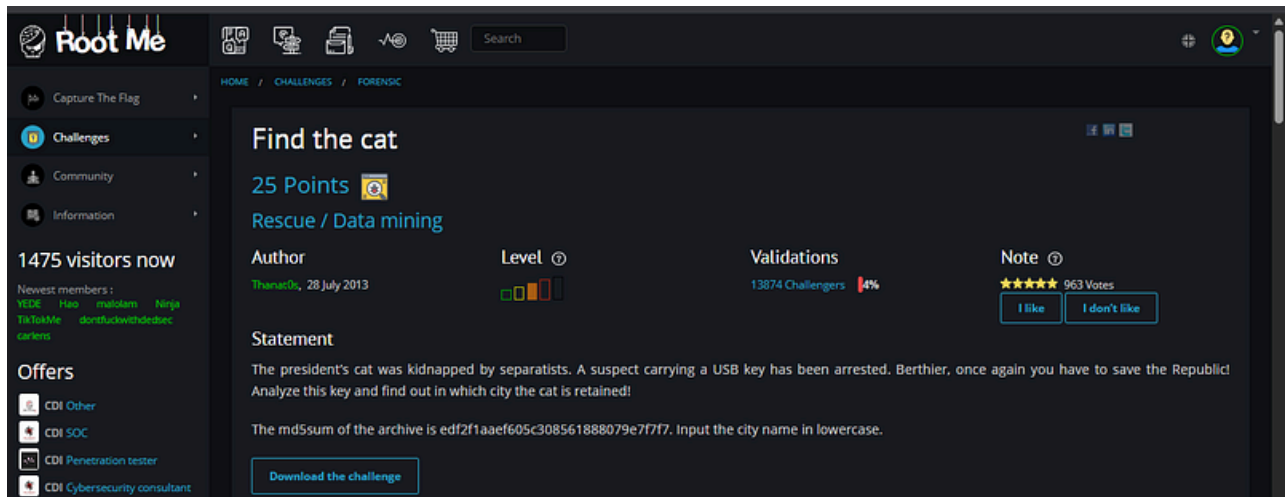 Root Me
Search
HOME / CHALLENGES / FORENSIC
Capture The Flag
Challenges
Community
Information
1475 visitors now
Newest members :
YEDE Hao malolam Ninja
TikTokMe dontfuckwithdedsec
carlens
Offers
CDI Other
CDI SOC
CDI Penetration tester
CDI Cybersecurity consultant
Find the cat
25 Points
Rescue / Data mining
Author
Level
Validations
Note
Thanat0s, 28 July 2013
13874 Challengers 4%
963 Votes
I like
I don't like
Statement
The president's cat was kidnapped by separatists. A suspect carrying a USB key has been arrested. Berthier, once again you have to save the Republic!
Analyze this key and find out in which city the cat is retained!
The md5sum of the archive is edf2f1aaef605c308561888079e7f7f7. Input the city name in lowercase.
Download the challenge